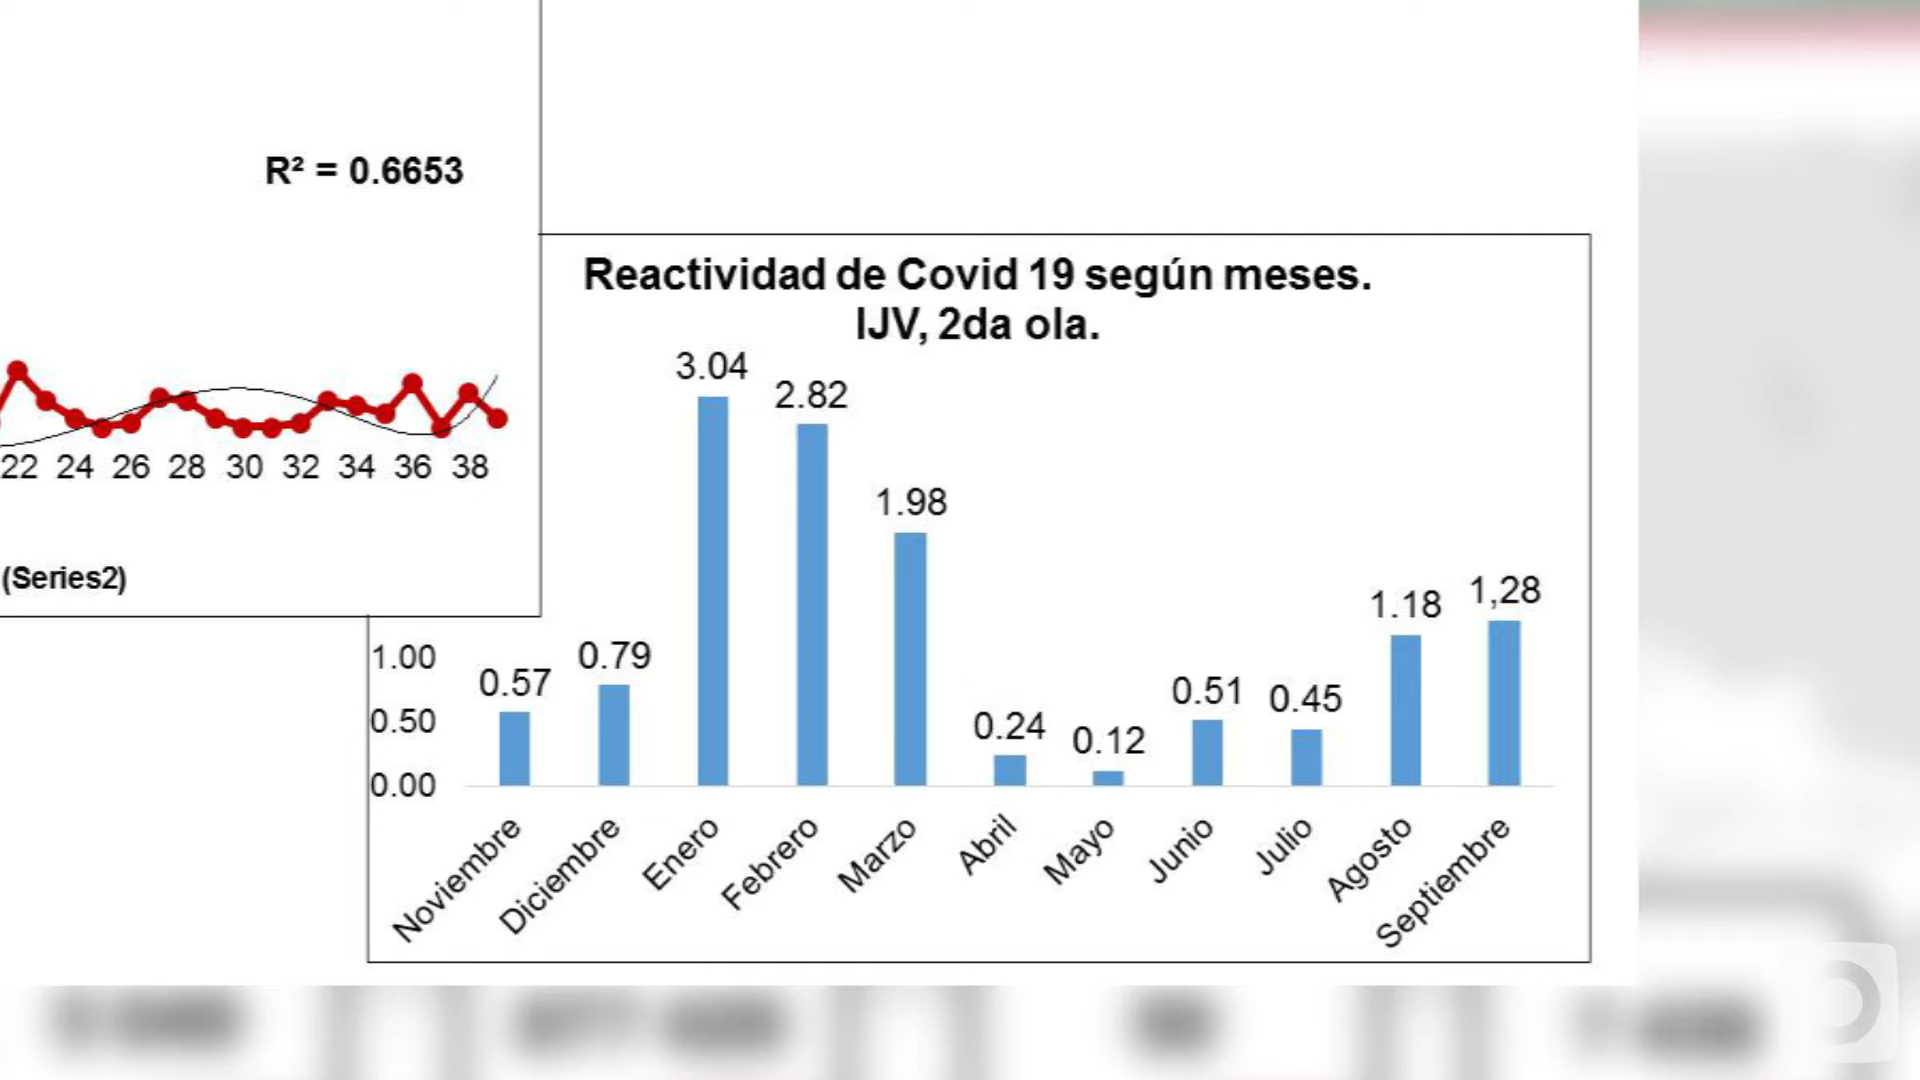 R² = 0.6653
22 24 26 28 30 32 34 36 38
(Series2)
Reactividad de Covid 19 según meses.
IJV, 2da ola.
3.04
2.82
1.98
1.18
1,28
0.57
0.79
0.24
0.12
0.51
0.45
1.00
0.50
0.00
Noviembre
Diciembre
Enero
Febrero
Marzo
Abril
Mayo
Junio
Julio
Agosto
Septiembre